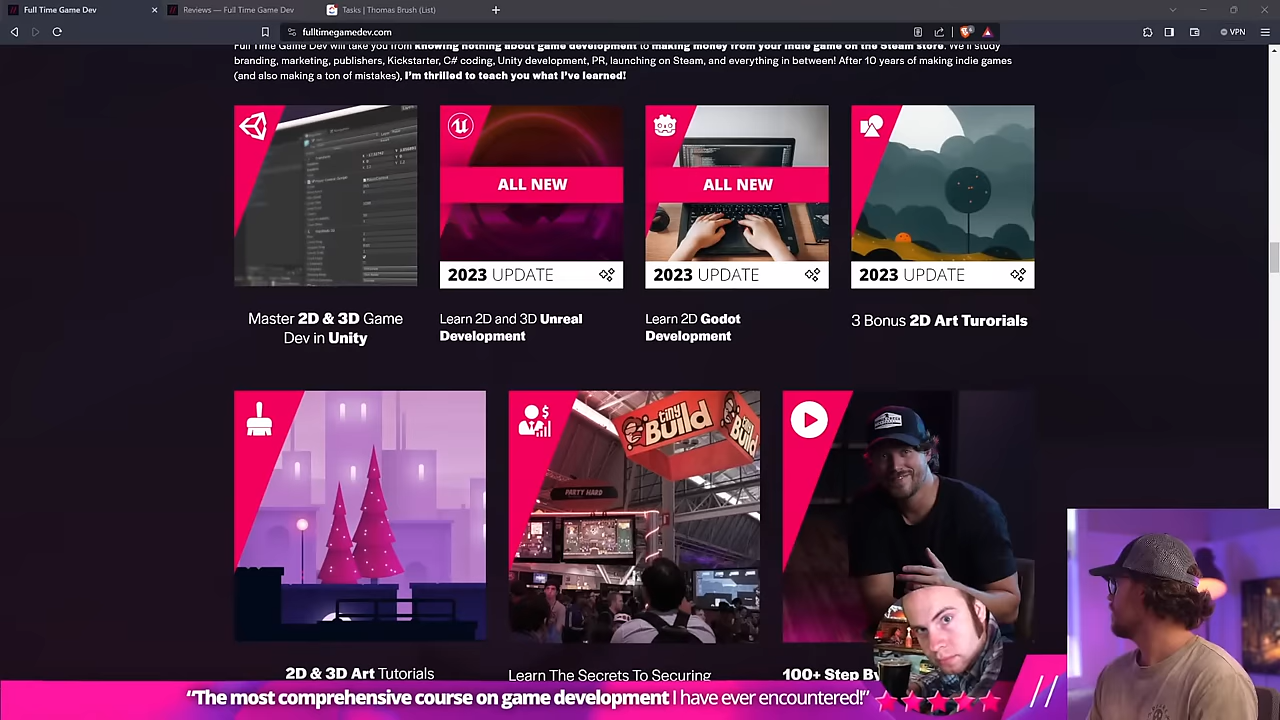 Full Time Game Dev
Reviews — Full Time Game Dev
Tasks | Thomas Brush (List)
fulltimegamedev.com
VPN
Full Time Game Dev will take you from knowing nothing about game development to making money from your indie game on the Steam store. We'll study
branding, marketing, publishers, Kickstarter, C# coding, Unity development, PR, launching on Steam, and everything in between! After 10 years of making indie games
(and also making a ton of mistakes), I'm thrilled to teach you what I've learned!
ALL NEW
ALL NEW
2023 UPDATE
2023 UPDATE
2023 UPDATE
Master 2D & 3D Game
Dev in Unity
Learn 2D and 3D Unreal
Development
Learn 2D Godot
Development
3 Bonus 2D Art Turorials
tiny
Build
tiny
Build
PARTY HARD
2D & 3D Art Tutorials
Learn The Secrets To Securing
100+ Step By
“The most comprehensive course on game development I have ever encountered!”